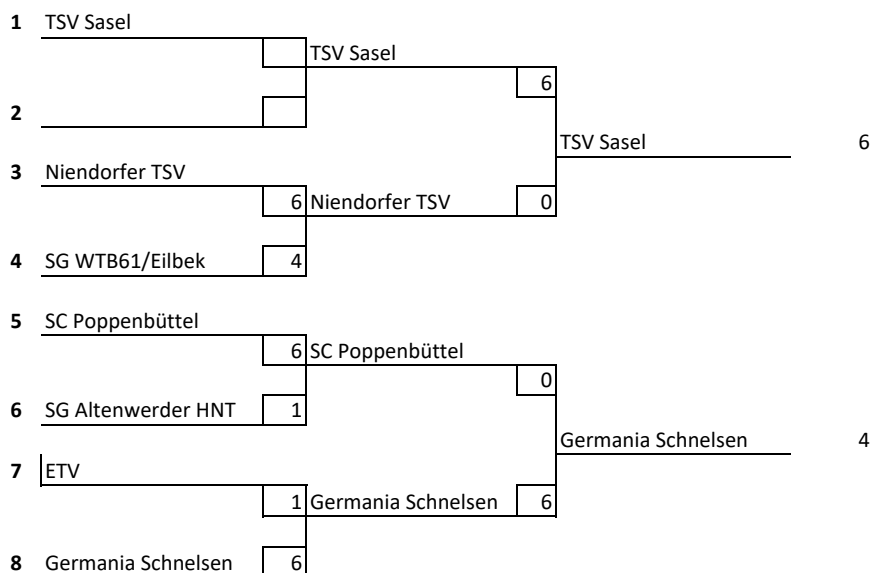 1 TSV Sasel
TSV Sasel
6
2
TSV Sasel 6
3 Niendorfer TSV
6 Niendorfer TSV 0
4 SG WTB61/Eilbek 4
5 SC Poppenbüttel
6 SC Poppenbüttel
0
6 SG Altenwerder HNT 1
Germania Schnelsen 4
7 ETV
1 Germania Schnelsen 6
8 Germania Schnelsen 6